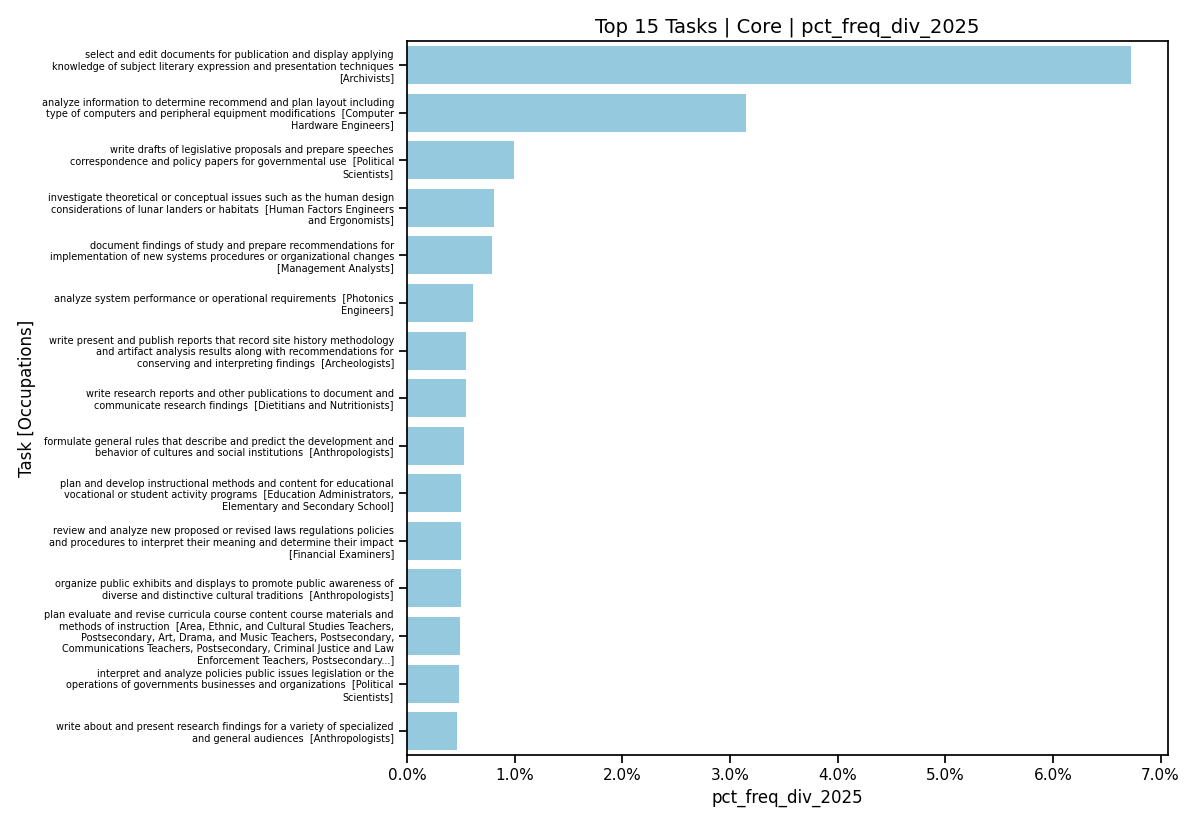 Top 15 Tasks | Core | pct_freq_div_2025
select and edit documents for publication and display applying
knowledge of subject literary expression and presentation techniques
[Archivists]
analyze information to determine recommend and plan layout including
type of computers and peripheral equipment modifications  [Computer
Hardware Engineers]
write drafts of legislative proposals and prepare speeches
correspondence and policy papers for governmental use  [Political
Scientists]
investigate theoretical or conceptual issues such as the human design
considerations of lunar landers or habitats  [Human Factors Engineers
and Ergonomists]
document findings of study and prepare recommendations for
implementation of new systems procedures or organizational changes
[Management Analysts]
analyze system performance or operational requirements  [Photonics
Engineers]
write present and publish reports that record site history methodology
and artifact analysis results along with recommendations for
conserving and interpreting findings  [Archeologists]
write research reports and other publications to document and
communicate research findings  [Dietitians and Nutritionists]
formulate general rules that describe and predict the development and
behavior of cultures and social institutions  [Anthropologists]
plan and develop instructional methods and content for educational
vocational or student activity programs  [Education Administrators,
Elementary and Secondary School]
review and analyze new proposed or revised laws regulations policies
and procedures to interpret their meaning and determine their impact
[Financial Examiners]
organize public exhibits and displays to promote public awareness of
diverse and distinctive cultural traditions  [Anthropologists]
plan evaluate and revise curricula course content course materials and
methods of instruction  [Area, Ethnic, and Cultural Studies Teachers,
Postsecondary, Art, Drama, and Music Teachers, Postsecondary,
Communications Teachers, Postsecondary, Criminal Justice and Law
Enforcement Teachers, Postsecondary...]
interpret and analyze policies public issues legislation or the
operations of governments businesses and organizations  [Political
Scientists]
write about and present research findings for a variety of specialized
and general audiences  [Anthropologists]
Task [Occupations]
0.0% 1.0% 2.0% 3.0% 4.0% 5.0% 6.0% 7.0%
pct_freq_div_2025